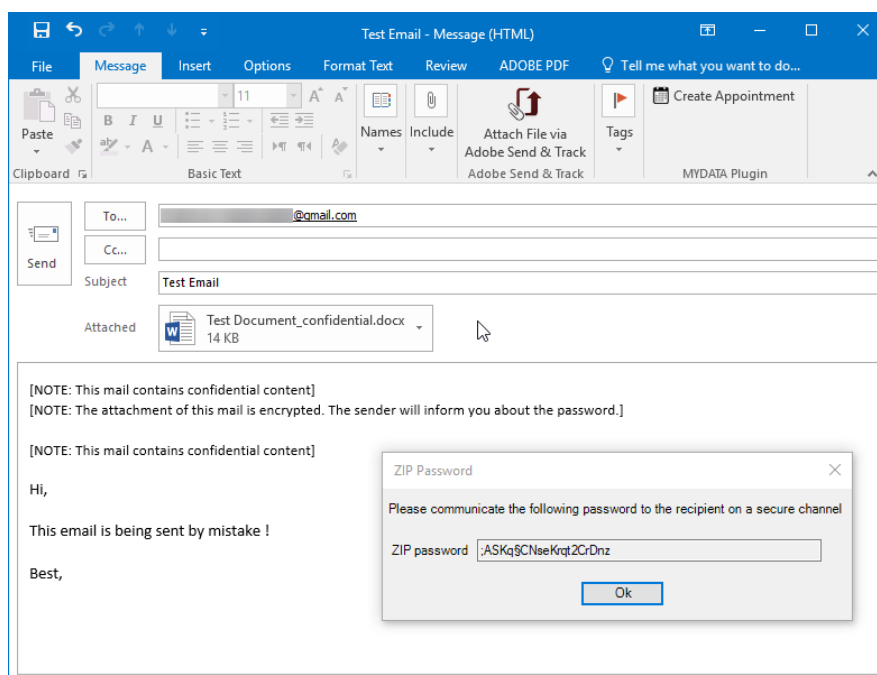 Test Email - Message (HTML)
File Message Insert Options Format Text Review ADOBE PDF Tell me what you want to do...
11 A A
Paste
B I U
aby A
Names
Include
Attach File via
Adobe Send & Track
Tags
Create Appointment
Clipboard Basic Text Adobe Send & Track MYDATA Plugin
Send
To... @gmail.com
Cc...
Subject Test Email
Attached Test Document_confidential.docx
14 KB
[NOTE: This mail contains confidential content]
[NOTE: The attachment of this mail is encrypted. The sender will inform you about the password.]
[NOTE: This mail contains confidential content]
Hi,
This email is being sent by mistake !
Best,
ZIP Password
Please communicate the following password to the recipient on a secure channel
ZIP password ;ASKq§CNseKrqt2CrDnz
Ok